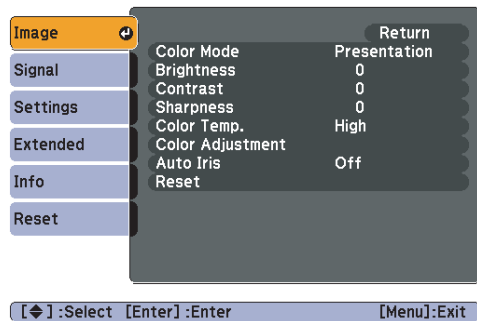 Image
Signal
Settings
Extended
Info
Reset
Return
Color Mode Presentation
Brightness 0
Contrast 0
Sharpness 0
Color Temp. High
Color Adjustment
Auto Iris Off
Reset
[◆] :Select [Enter] :Enter [Menu]:Exit